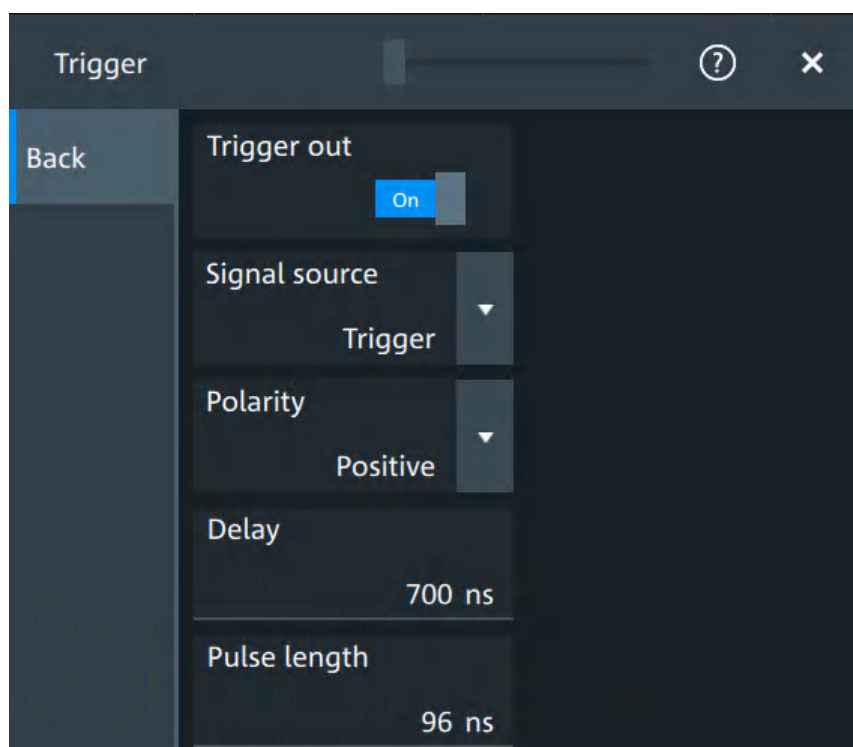 Trigger
?
×
Back
Trigger out
On
Signal source
Trigger
Polarity
Positive
Delay
700 ns
Pulse length
96 ns